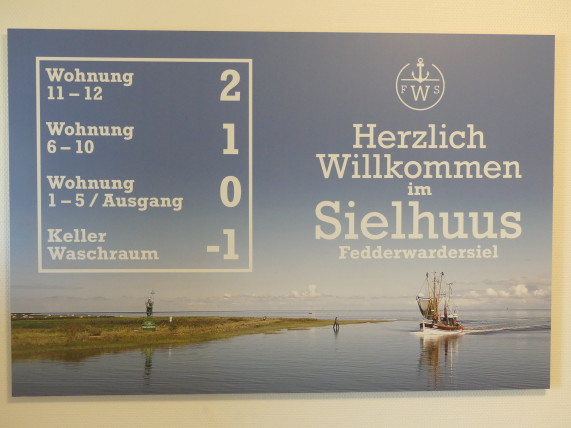 Wohnung
11 – 12
2
Wohnung
6 – 10
1
Wohnung
1 – 5 / Ausgang
0
Keller
Waschraum
-1
F W S
Herzlich
Willkommen
im
Sielhuus
Fedderwardersiel